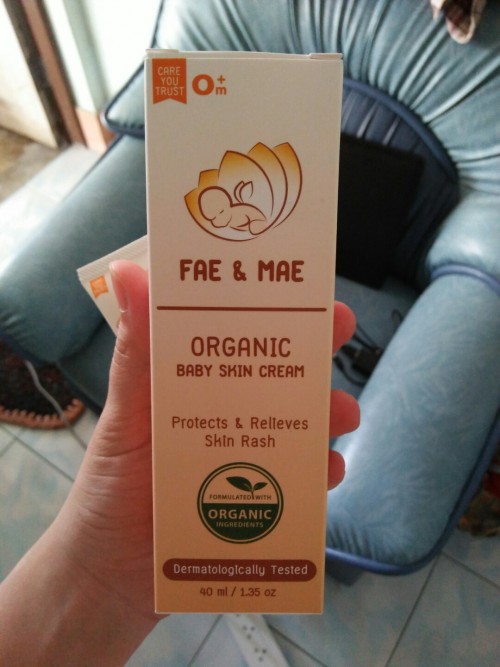 CARE
YOU
TRUST
0+
m
FAE & MAE
ORGANIC
BABY SKIN CREAM
Protects & Relieves
Skin Rash
FORMULATED WITH
ORGANIC
INGREDIENTS
Dermatologically Tested
40 ml / 1.35 oz